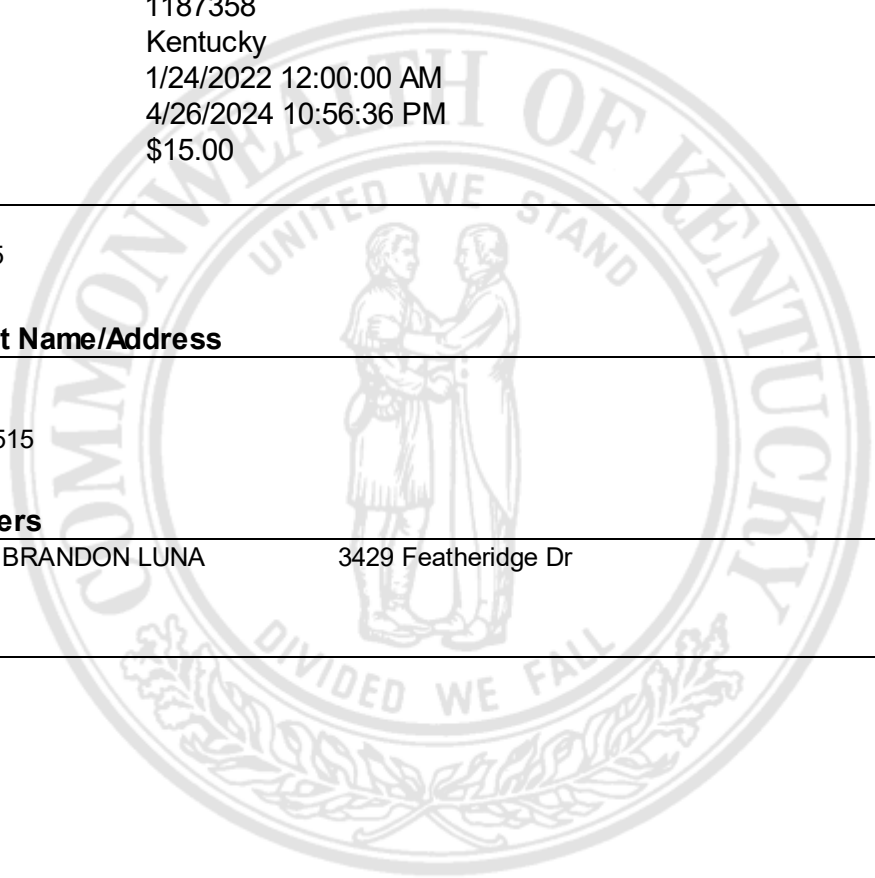 1187358
Kentucky
1/24/2022 12:00:00 AM
4/26/2024 10:56:36 PM
$15.00
5
t Name/Address
515
ers
BRANDON LUNA 3429 Featheridge Dr
COMMONWEALTH OF KENTUCKY
UNITED WE STAND
DIVIDED WE FALL